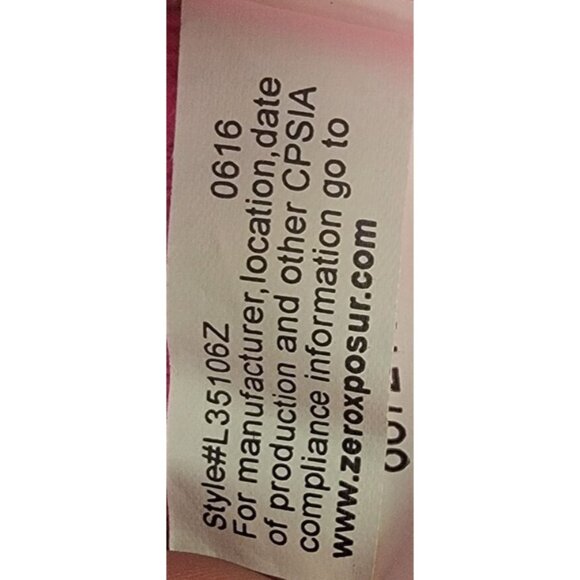 Style#L35106Z 0616
For manufacturer,location,date
of production and other CPSIA
compliance information go to
www.zeroxposur.com